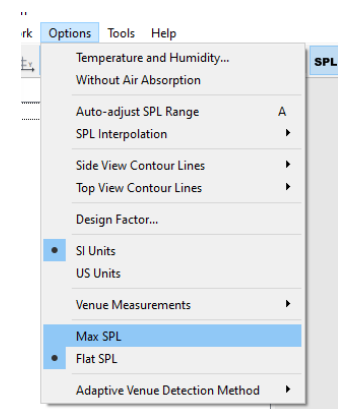 rk Options Tools Help
SPL
Temperature and Humidity...
Without Air Absorption
Auto-adjust SPL Range A
SPL Interpolation
Side View Contour Lines
Top View Contour Lines
Design Factor...
SI Units
US Units
Venue Measurements
Max SPL
Flat SPL
Adaptive Venue Detection Method